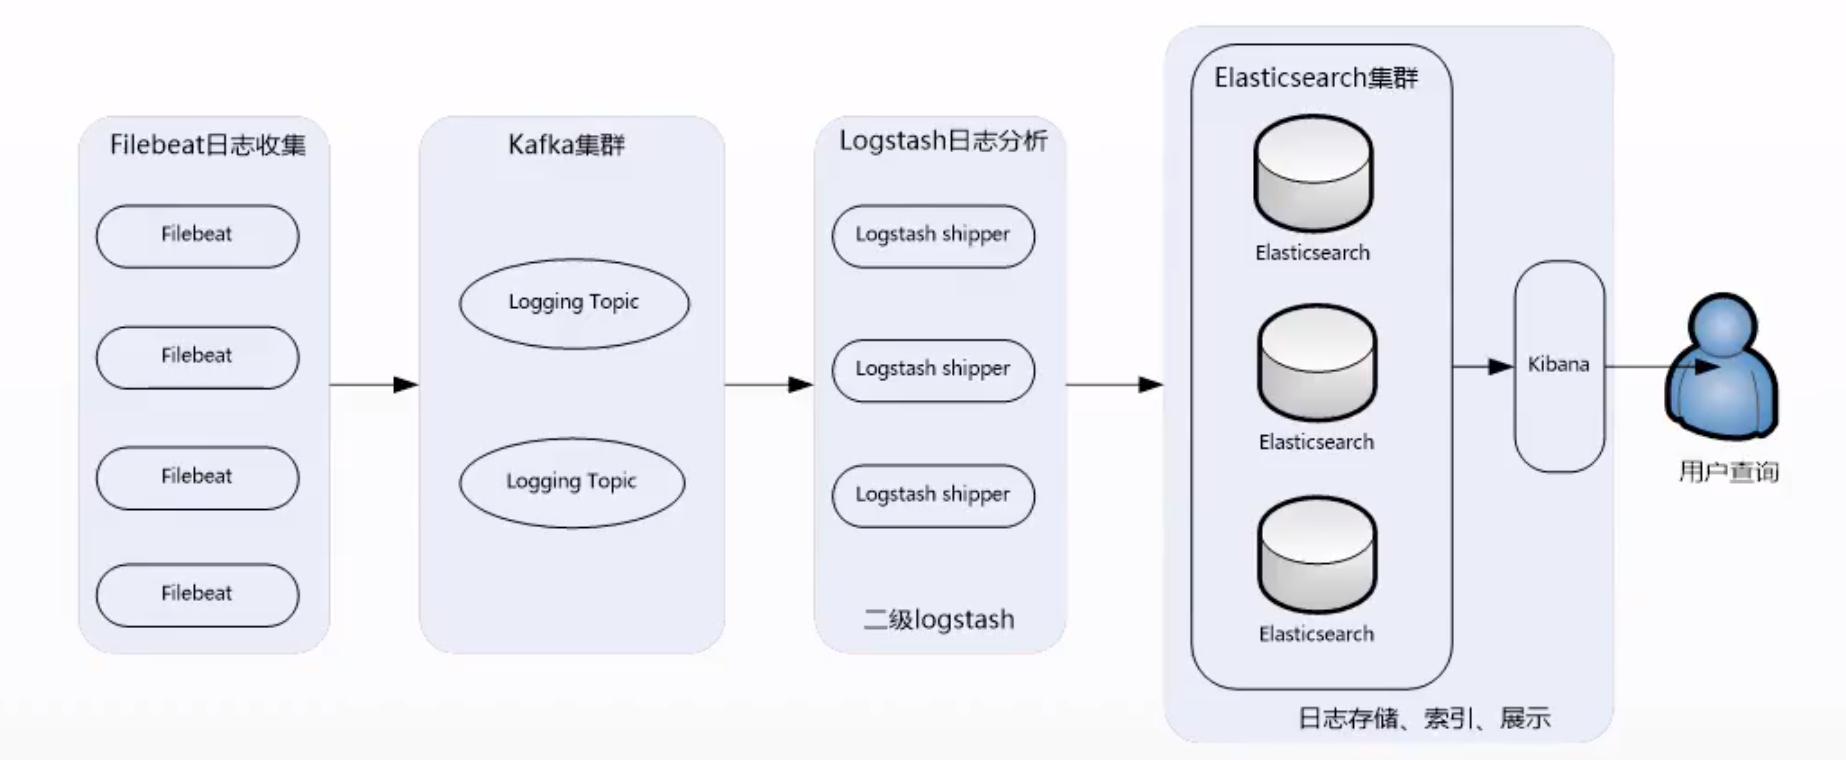 Filebeat日志收集
Filebeat
Filebeat
Filebeat
Filebeat
Kafka集群
Logging Topic
Logging Topic
Logstash日志分析
Logstash shipper
Logstash shipper
Logstash shipper
二级logstash
Elasticsearch集群
Elasticsearch
Elasticsearch
Elasticsearch
Kibana
日志存储、索引、展示
用户查询